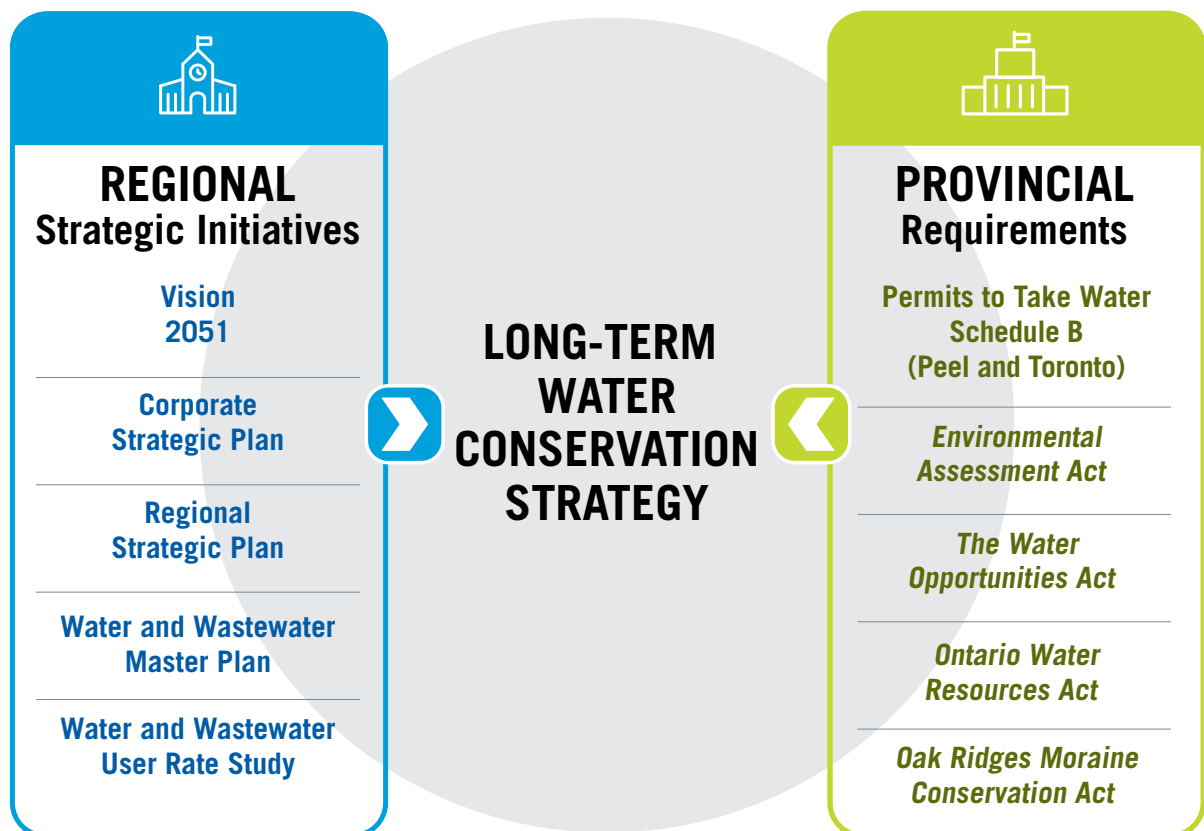 REGIONAL
Strategic Initiatives
Vision
2051
Corporate
Strategic Plan
Regional
Strategic Plan
Water and Wastewater
Master Plan
Water and Wastewater
User Rate Study
LONG-TERM
WATER
CONSERVATION
STRATEGY
PROVINCIAL
Requirements
Permits to Take Water
Schedule B
(Peel and Toronto)
Environmental
Assessment Act
The Water
Opportunities Act
Ontario Water
Resources Act
Oak Ridges Moraine
Conservation Act